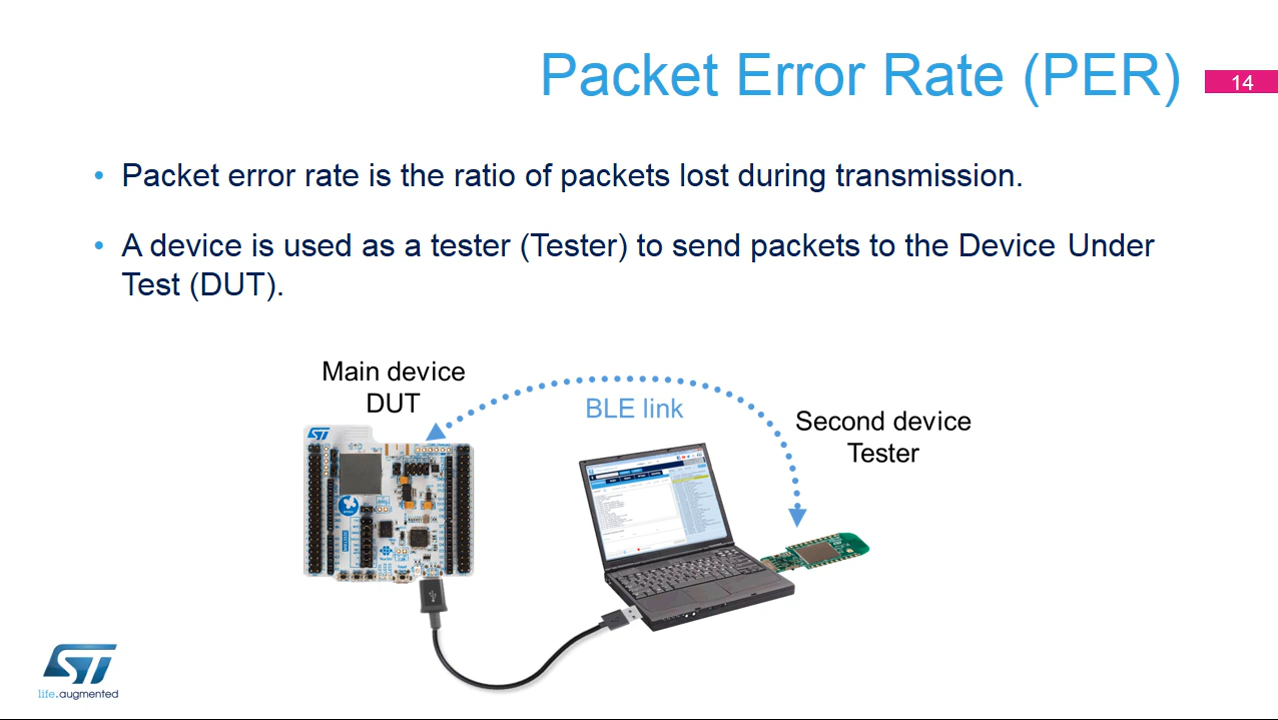 Packet Error Rate (PER)
14
• Packet error rate is the ratio of packets lost during transmission.
• A device is used as a tester (Tester) to send packets to the Device Under
Test (DUT).
Main device
DUT
BLE link
Second device
Tester
ST
ST
life.augmented